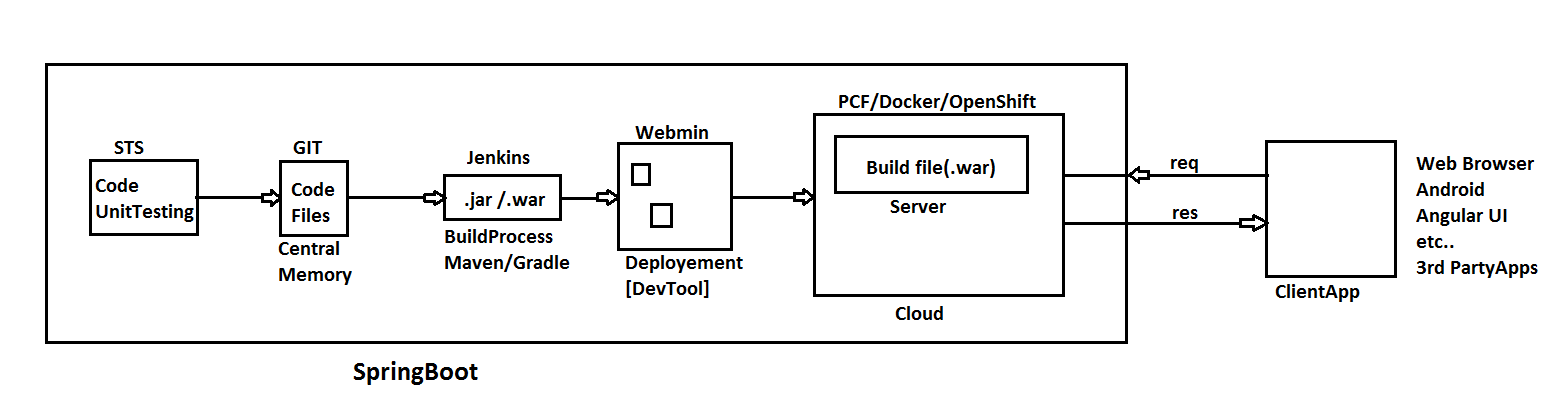 STS
Code
UnitTesting
GIT
Code
Files
Central
Memory
Jenkins
.jar /.war
BuildProcess
Maven/Gradle
Webmin
Deployement
[DevTool]
PCF/Docker/OpenShift
Build file(.war)
Server
Cloud
req
res
ClientApp
Web Browser
Android
Angular UI
etc..
3rd PartyApps
SpringBoot